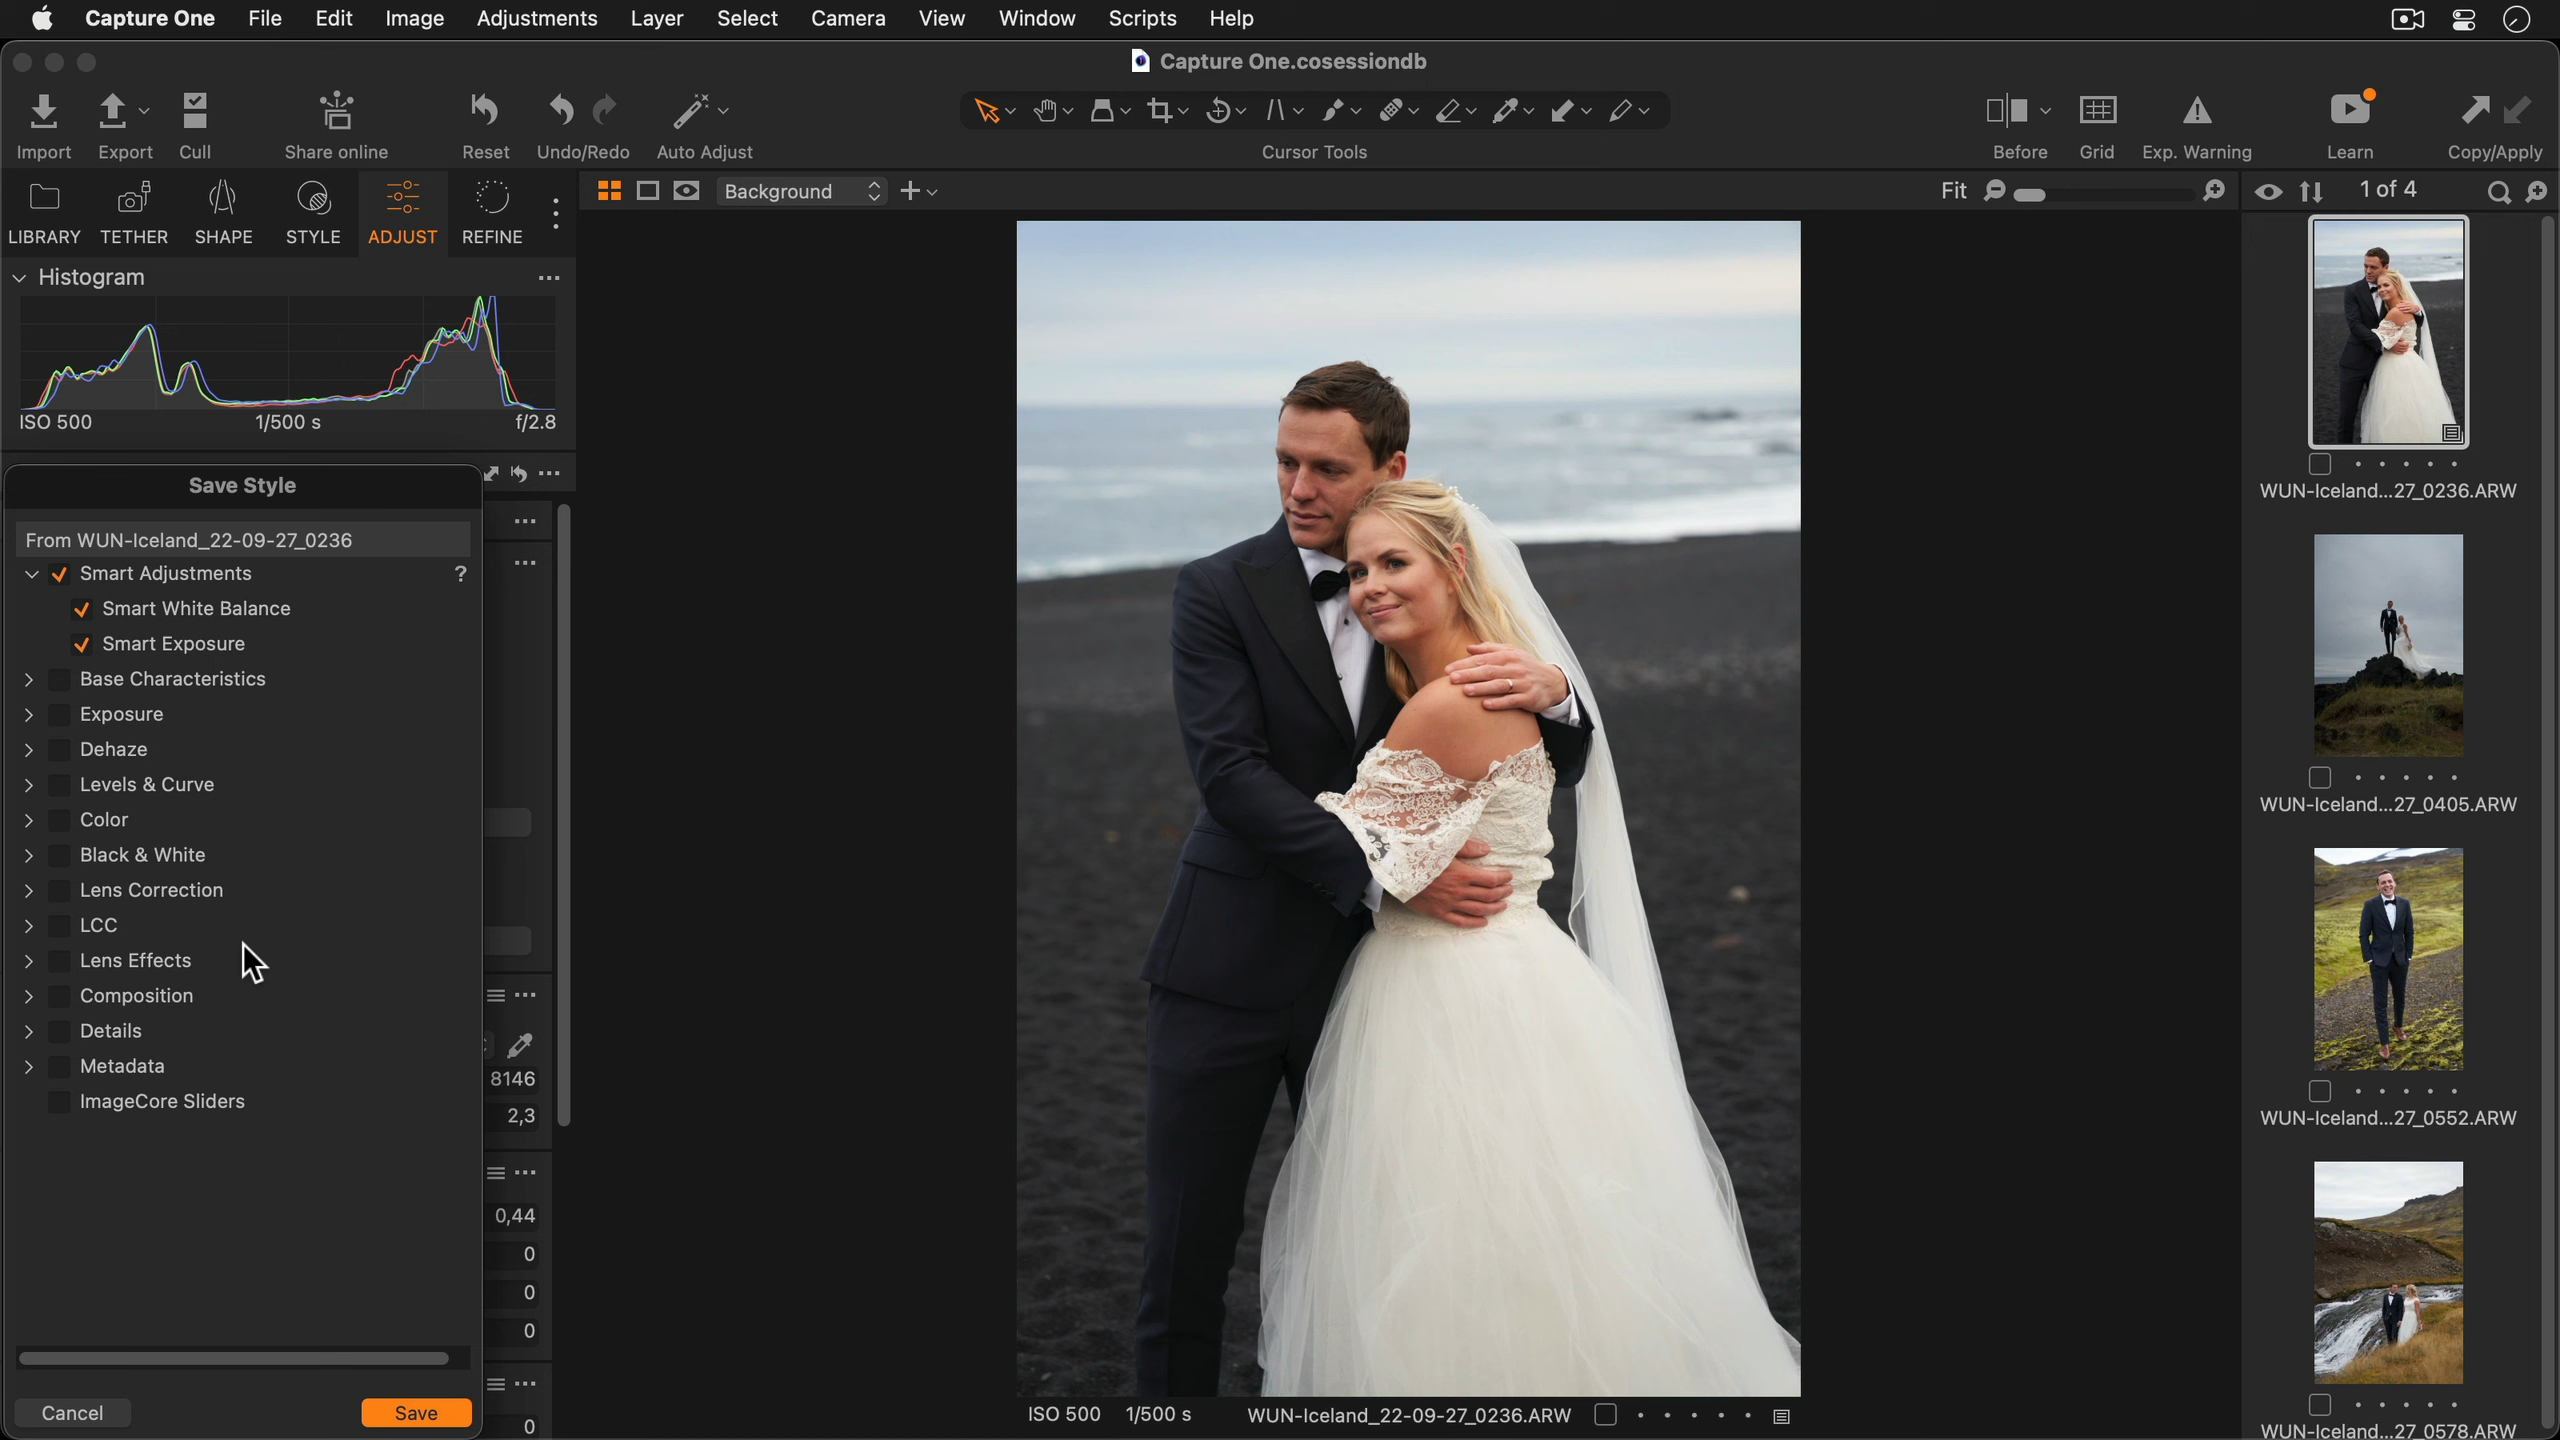 Capture One File Edit Image Adjustments Layer Select Camera View Window Scripts Help
Capture One.cosessiondb
Import Export Cull Share online Reset Undo/Redo Auto Adjust Cursor Tools Before Grid Exp. Warning Learn Copy/Apply
LIBRARY TETHER SHAPE STYLE ADJUST REFINE
Background
Fit
1 of 4
Histogram
ISO 500 1/500 s f/2.8
Save Style
From WUN-Iceland_22-09-27_0236
Smart Adjustments ?
Smart White Balance
Smart Exposure
Base Characteristics
Exposure
Dehaze
Levels & Curve
Color
Black & White
Lens Correction
LCC
Lens Effects
Composition
Details
Metadata
ImageCore Sliders
Cancel Save
8146
2,3
0,44
0
0
0
0
ISO 500 1/500 s WUN-Iceland_22-09-27_0236.ARW
WUN-Iceland...27_0236.ARW
WUN-Iceland...27_0405.ARW
WUN-Iceland...27_0552.ARW
WUN-Iceland...27_0578.ARW